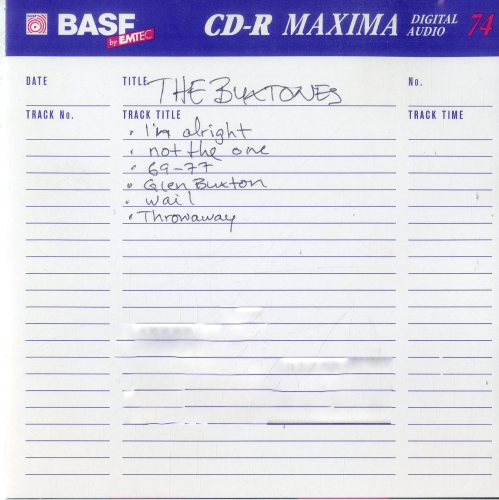 BASF CD-R MAXIMA DIGITAL AUDIO 74
by EMTEC
DATE TITLE THE BUXTONES No.
TRACK No. TRACK TITLE TRACK TIME
• I'm alright
• not the one
• 69-77
• Glen Buxton
• wail
• Throwaway